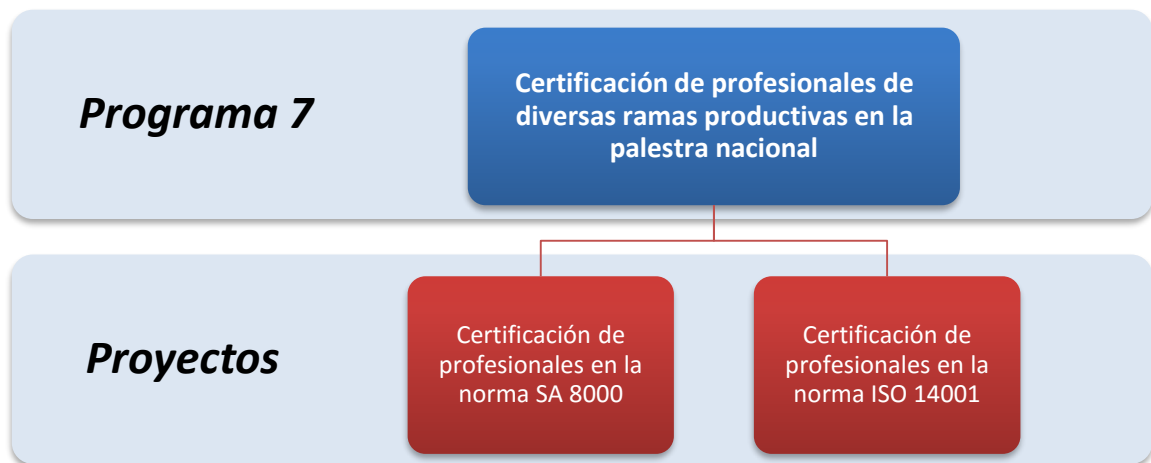 Programa 7
Certificación de profesionales de
diversas ramas productivas en la
palestra nacional
Proyectos
Certificación de
profesionales en la
norma SA 8000
Certificación de
profesionales en la
norma ISO 14001